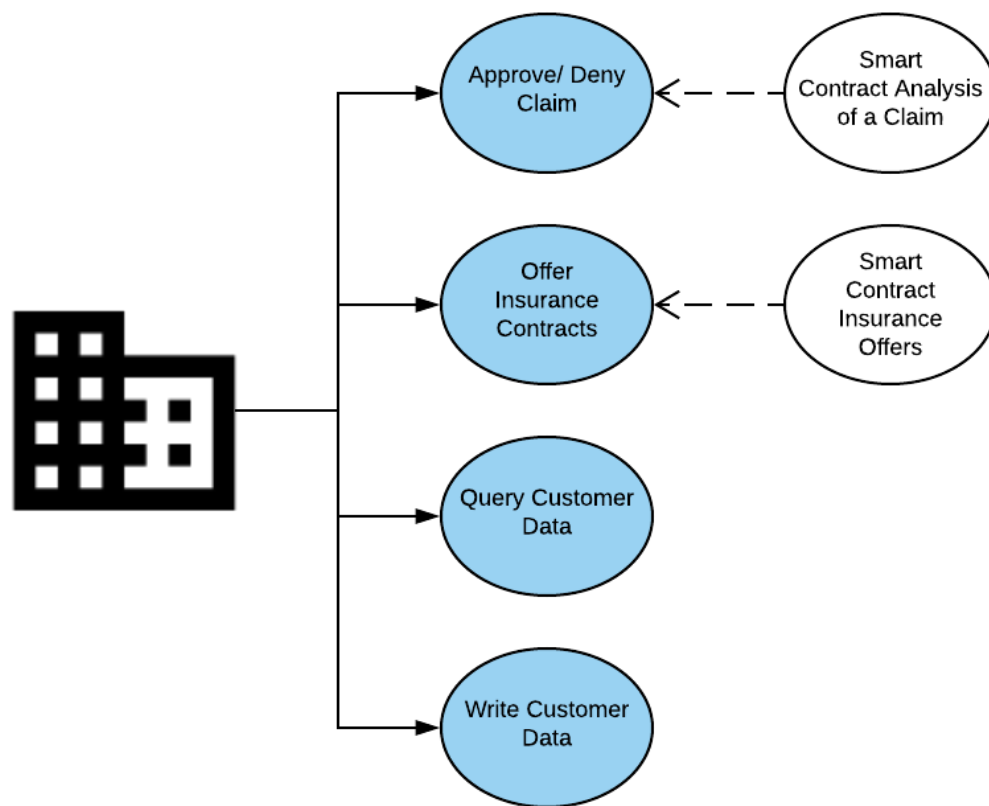 Approve/ Deny
Claim
Smart
Contract Analysis
of a Claim
Offer
Insurance
Contracts
Smart
Contract
Insurance
Offers
Query Customer
Data
Write Customer
Data